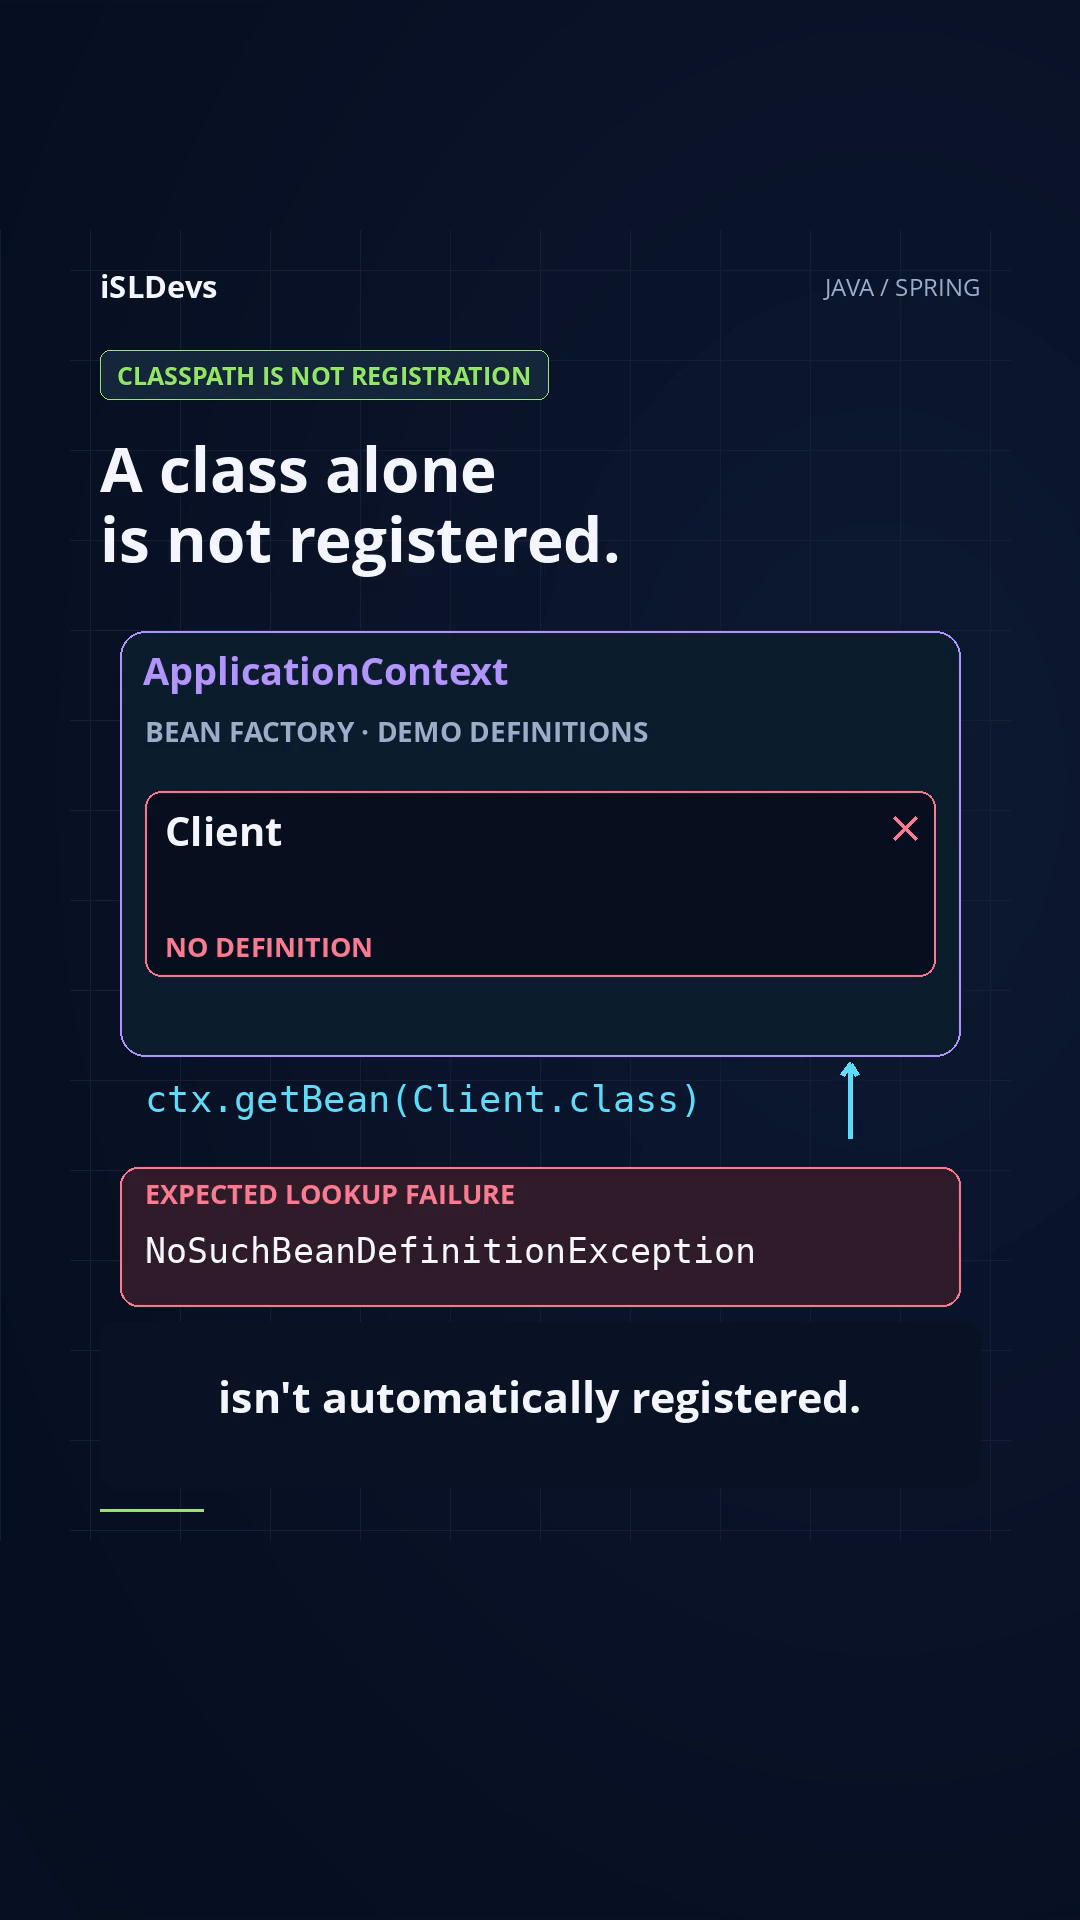 iSLDevs
JAVA / SPRING
CLASSPATH IS NOT REGISTRATION
A class alone
is not registered.
ApplicationContext
BEAN FACTORY · DEMO DEFINITIONS
Client
NO DEFINITION
ctx.getBean(Client.class)
EXPECTED LOOKUP FAILURE
NoSuchBeanDefinitionException
isn't automatically registered.